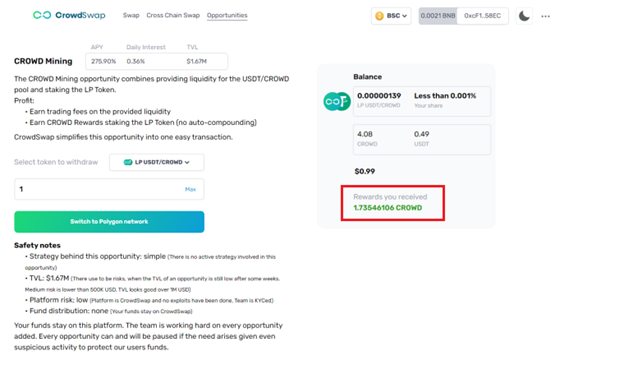 CrowdSwap Swap Cross Chain Swap Opportunities BSC 0.0021 BNB 0xcF1..58EC
APY Daily Interest TVL
CROWD Mining 275.90% 0.36% $1.67M
The CROWD Mining opportunity combines providing liquidity for the USDT/CROWD
pool and staking the LP Token.
Profit:
• Earn trading fees on the provided liquidity
• Earn CROWD Rewards staking the LP Token (no auto-compounding)
CrowdSwap simplifies this opportunity into one easy transaction.
Select token to withdraw LP USDT/CROWD
1 Max
Switch to Polygon network
Safety notes
• Strategy behind this opportunity: simple (There is no active strategy involved in this
opportunity)
• TVL: $1.67M (There use to be risks, when the TVL of an opportunity is still low after some weeks.
Medium risk is lower than 500K USD. TVL looks good over 1M USD)
• Platform risk: low (Platform is CrowdSwap and no exploits have been done, Team is KYCed)
• Fund distribution: none (Your funds stay on CrowdSwap)
Your funds stay on this platform. The team is working hard on every opportunity
added. Every opportunity can and will be paused if the need arises given even
suspicious activity to protect our users funds.
Balance
0.00000139 Less than 0.001%
LP USDT/CROWD Your share
4.08 0.49
CROWD USDT
$0.99
Rewards you received
1.73546106 CROWD